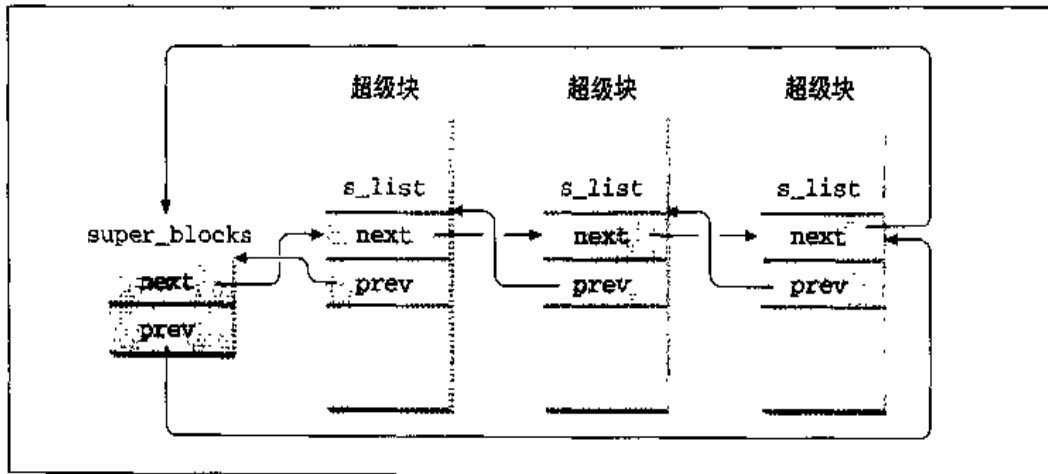 超级块 超级块 超级块
s_list s_list s_list
super_blocks next next next
next prev prev prev
prev